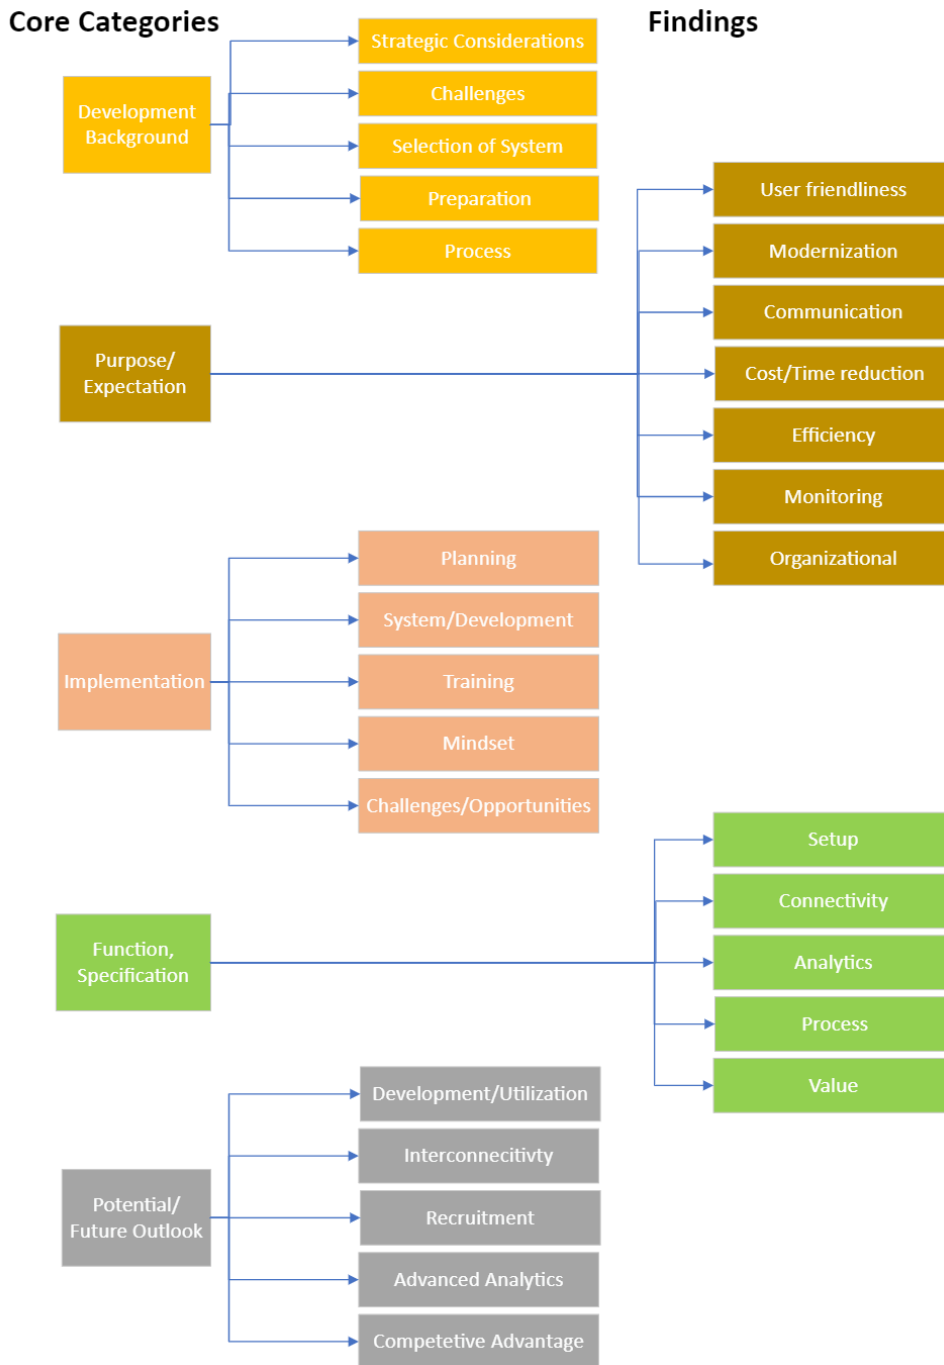 Core Categories
Findings
Development
Background
Strategic Considerations
Challenges
Selection of System
Preparation
Process
Purpose/
Expectation
User friendliness
Modernization
Communication
Cost/Time reduction
Efficiency
Monitoring
Organizational
Implementation
Planning
System/Development
Training
Mindset
Challenges/Opportunities
Function,
Specification
Setup
Connectivity
Analytics
Process
Value
Potential/
Future Outlook
Development/Utilization
Interconnecitivty
Recruitment
Advanced Analytics
Competetive Advantage